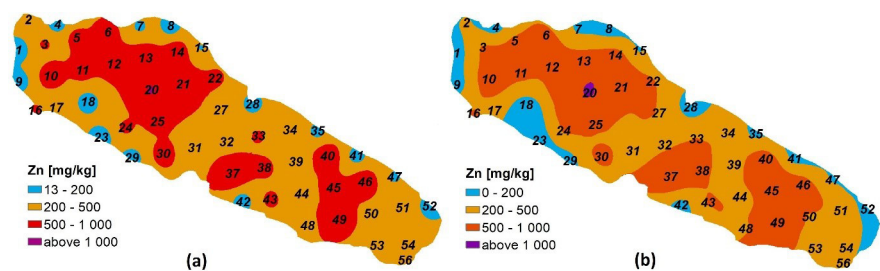 2 4 6 7 8
1 3 5 13 14 15
10 11 12 21 22
9 20
16 17 18 27 28
24 25
23 33 34 35
29 30 31 32
39 40 41
37 38 46 47
45
42 43 44 50 51 52
49
48 53 54
56
Zn [mg/kg]
13 - 200
200 - 500
500 - 1 000
above 1 000
(a)
2 4 6 7 8
1 3 5 13 14 15
10 11 12 21 22
9 20
16 17 18 27 28
24 25
23 33 34 35
29 30 31 32
39 40 41
37 38 46 47
45
42 43 44 50 51 52
49
48 53 54
56
Zn [mg/kg]
0 - 200
200 - 500
500 - 1 000
above 1 000
(b)